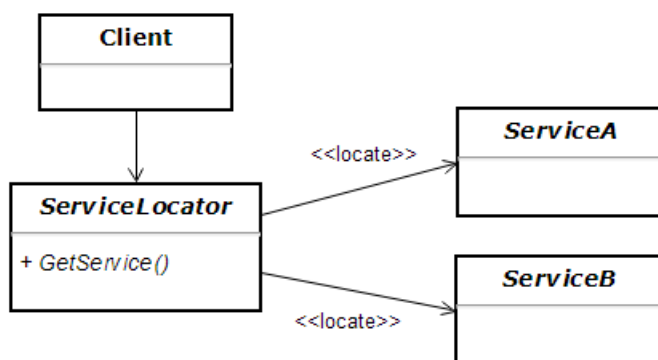 Client
ServiceA
<<locate>>
ServiceLocator
+ GetService()
ServiceB
<<locate>>